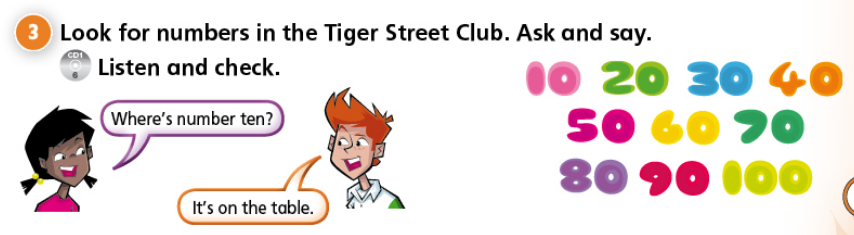 3 Look for numbers in the Tiger Street Club. Ask and say.
CD1
6
Listen and check.
10 20 30 40
50 60 70
80 90 100
Where's number ten?
It's on the table.